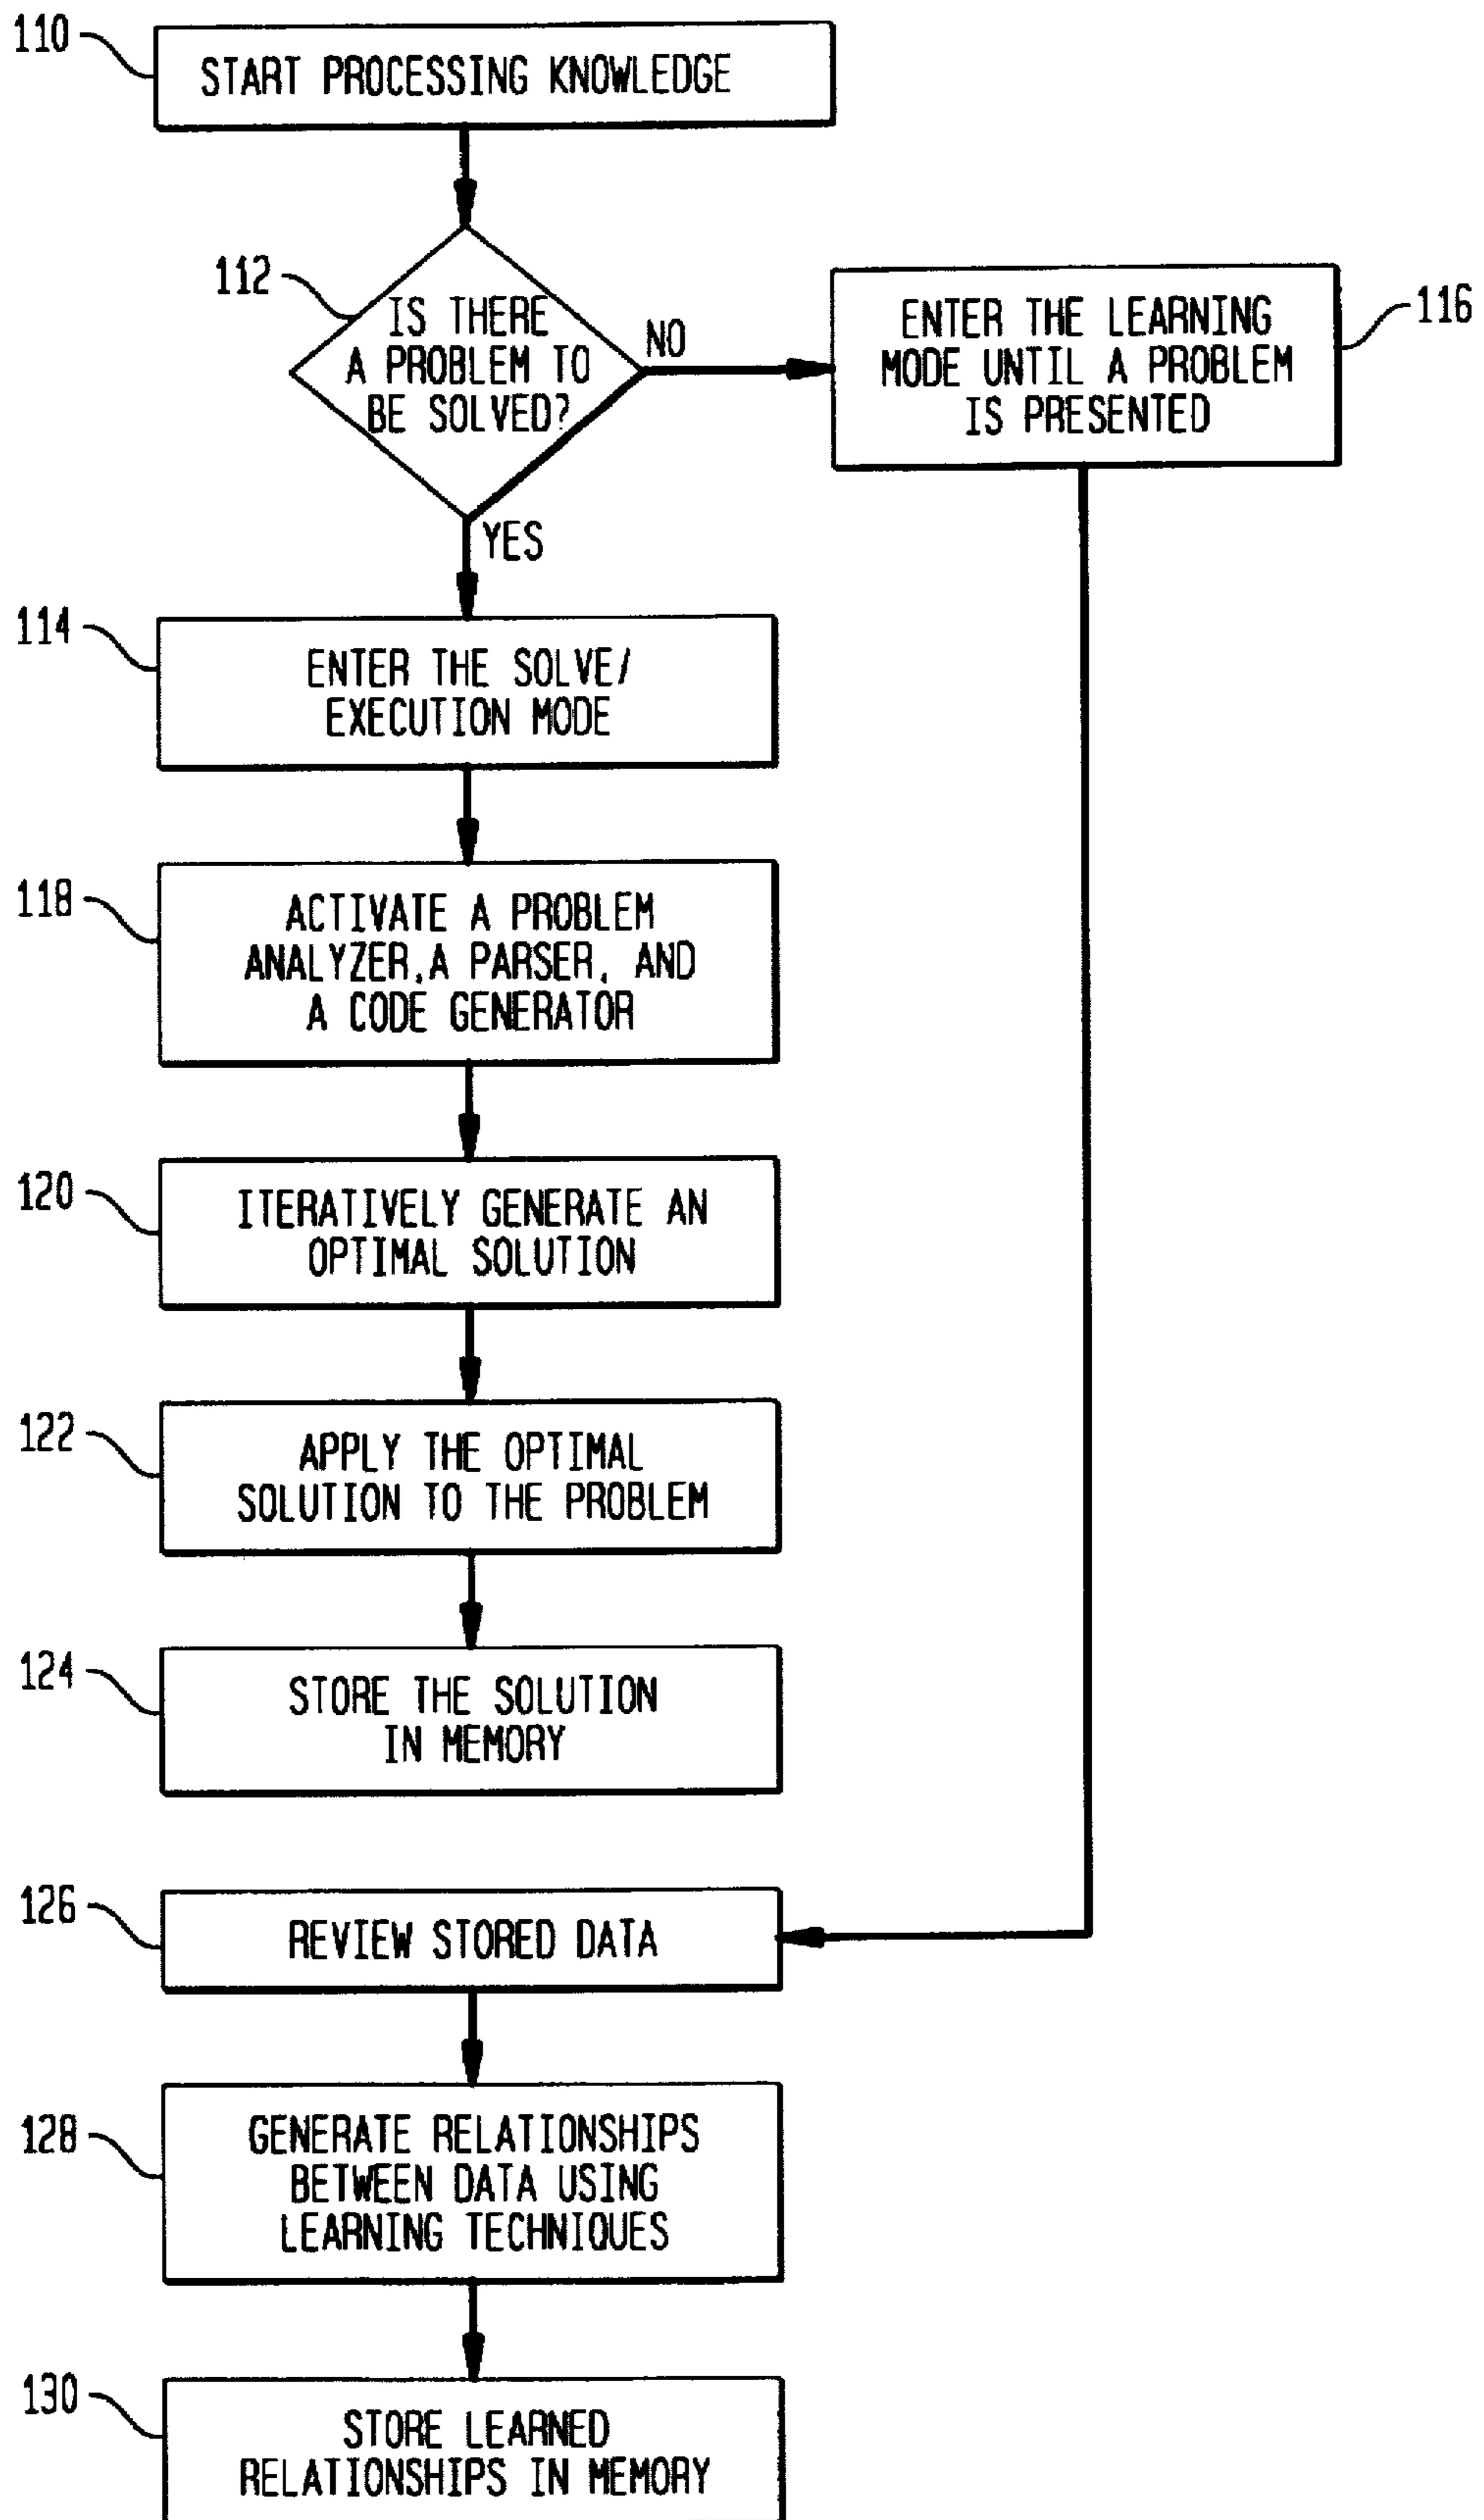 110
START PROCESSING KNOWLEDGE
112
IS THERE
A PROBLEM TO
BE SOLVED?
NO
ENTER THE LEARNING
MODE UNTIL A PROBLEM
IS PRESENTED
116
YES
114
ENTER THE SOLVE/
EXECUTION MODE
118
ACTIVATE A PROBLEM
ANALYZER, A PARSER, AND
A CODE GENERATOR
120
ITERATIVELY GENERATE AN
OPTIMAL SOLUTION
122
APPLY THE OPTIMAL
SOLUTION TO THE PROBLEM
124
STORE THE SOLUTION
IN MEMORY
126
REVIEW STORED DATA
128
GENERATE RELATIONSHIPS
BETWEEN DATA USING
LEARNING TECHNIQUES
130
STORE LEARNED
RELATIONSHIPS IN MEMORY